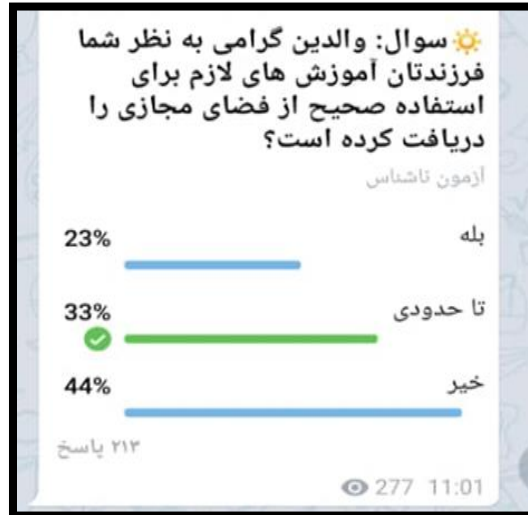 🔅 سوال: والدین گرامی به نظر شما
فرزندتان آموزش های لازم برای
استفاده صحیح از فضای مجازی را
دریافت کرده است؟
آزمون ناشناس
بله
23%
تا حدودی
33%
خیر
44%
۲۱۳ پاسخ
277 11:01